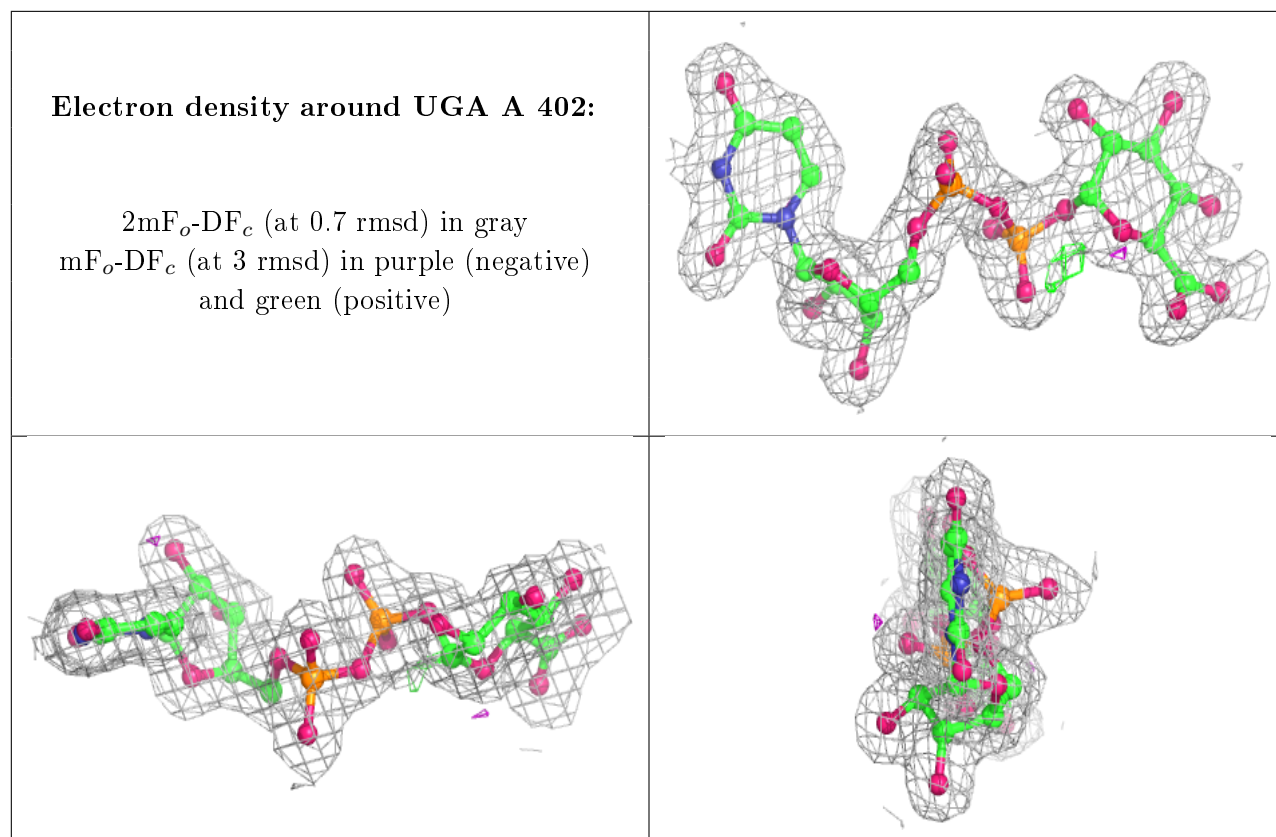 Electron density around UGA A 402:
2mFₒ-DF𝒸 (at 0.7 rmsd) in gray
mFₒ-DF𝒸 (at 3 rmsd) in purple (negative)
and green (positive)